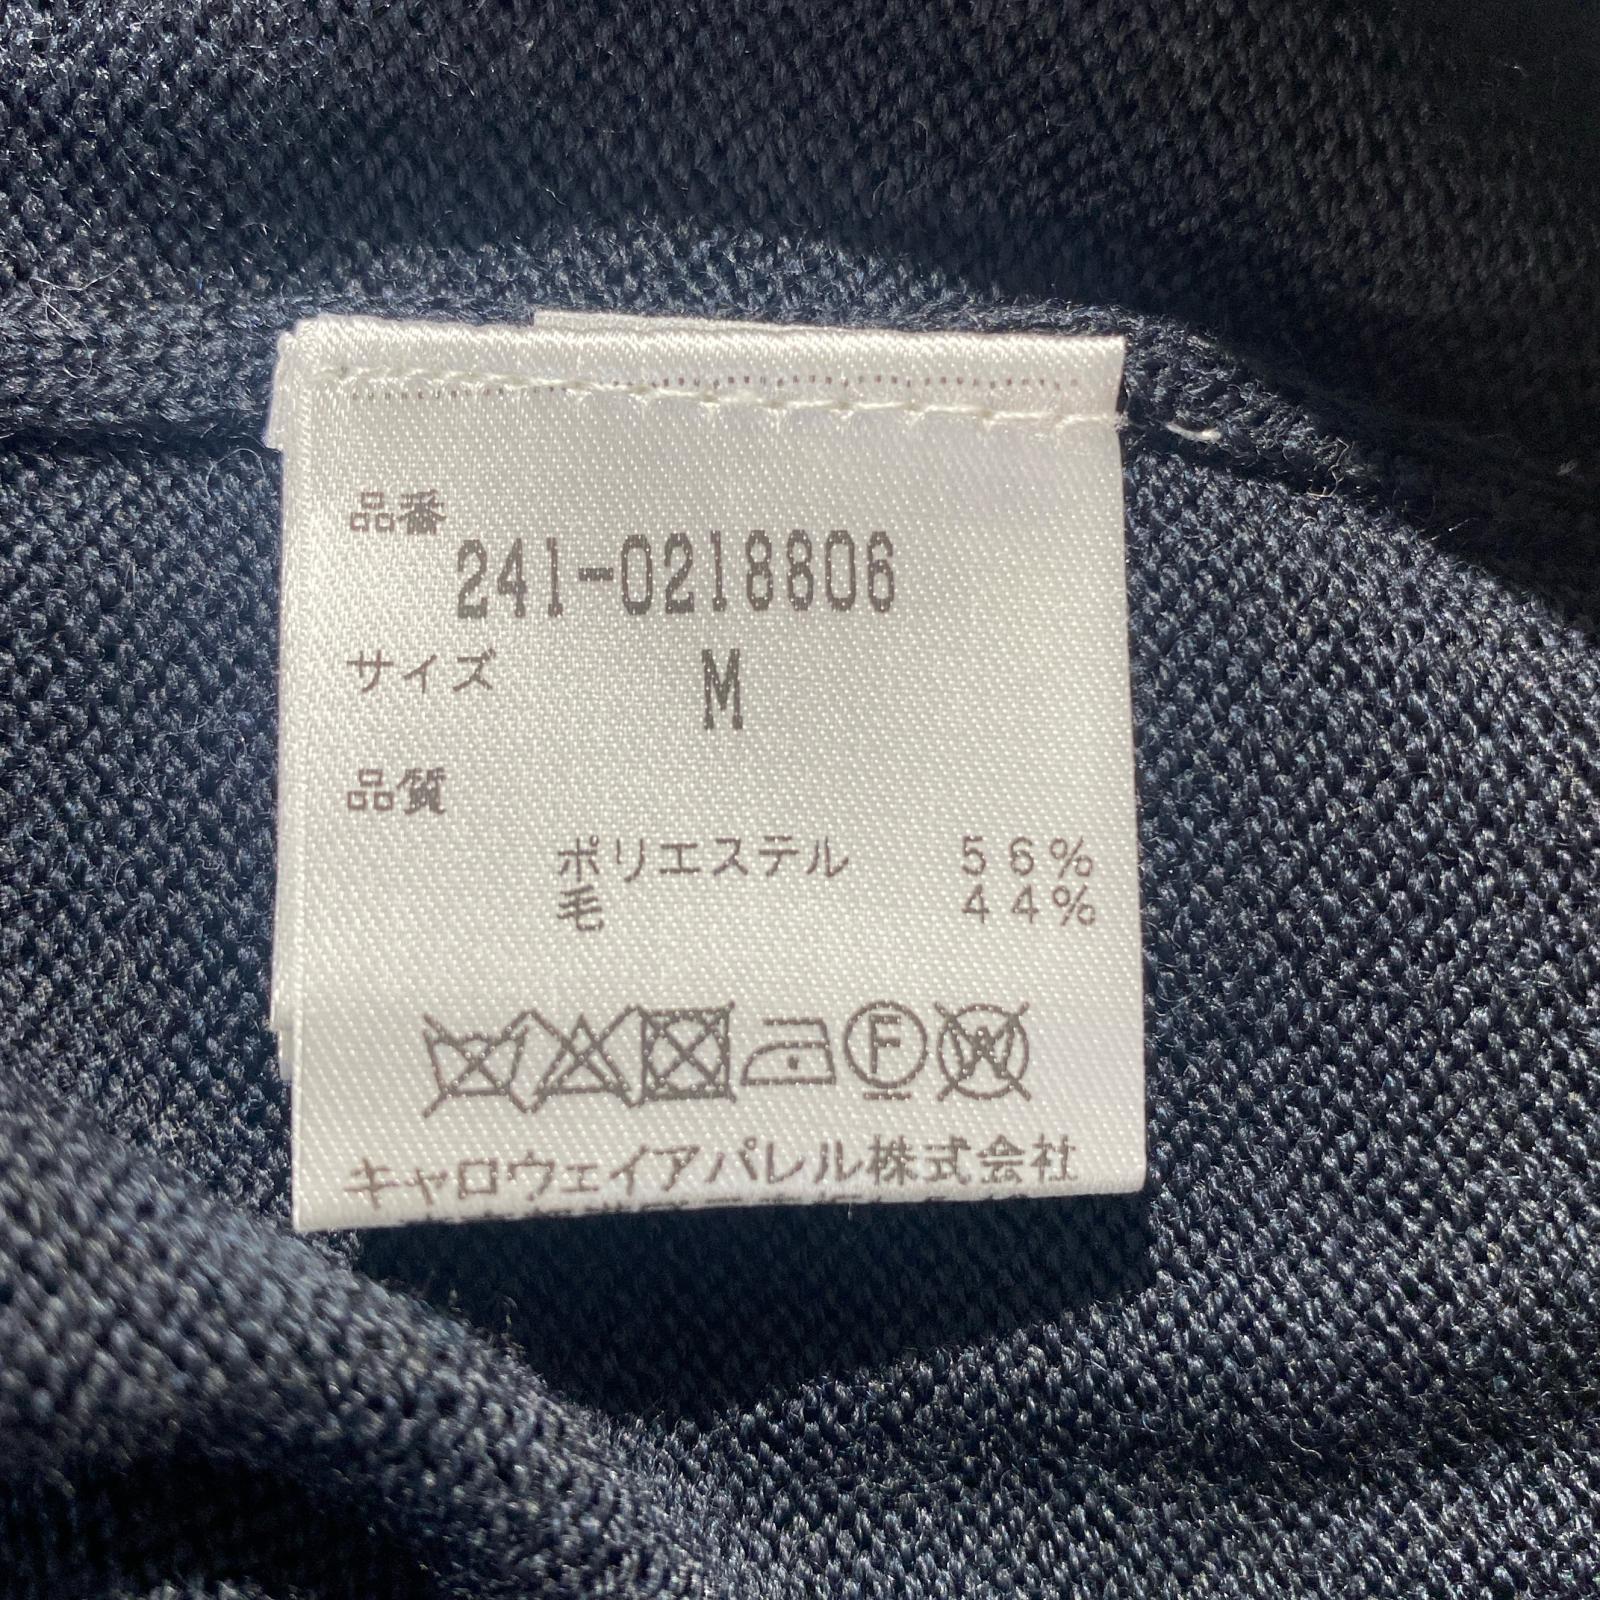 品番
241-0218806
サイズ M
品質
ポリエステル 56%
毛 44%
F W
キャロウェイアパレル株式会社